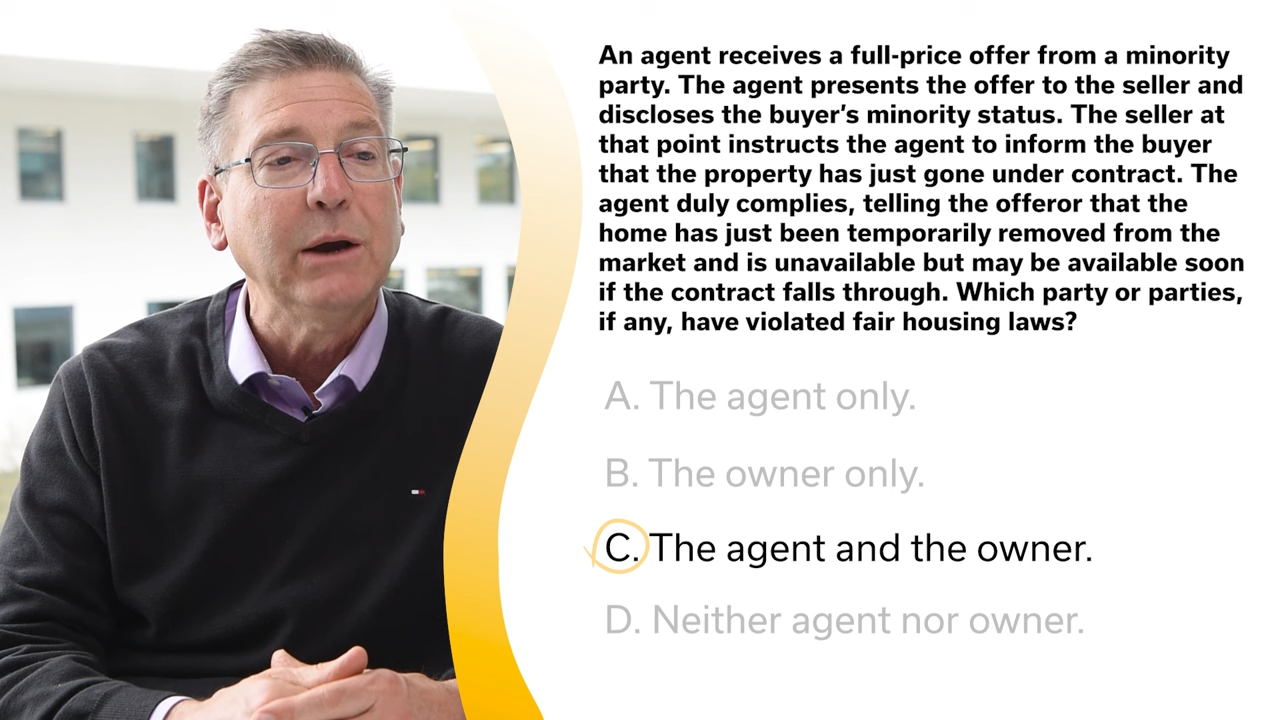 An agent receives a full-price offer from a minority
party. The agent presents the offer to the seller and
discloses the buyer’s minority status. The seller at
that point instructs the agent to inform the buyer
that the property has just gone under contract. The
agent duly complies, telling the offeror that the
home has just been temporarily removed from the
market and is unavailable but may be available soon
if the contract falls through. Which party or parties,
if any, have violated fair housing laws?
A. The agent only.
B. The owner only.
C. The agent and the owner.
D. Neither agent nor owner.